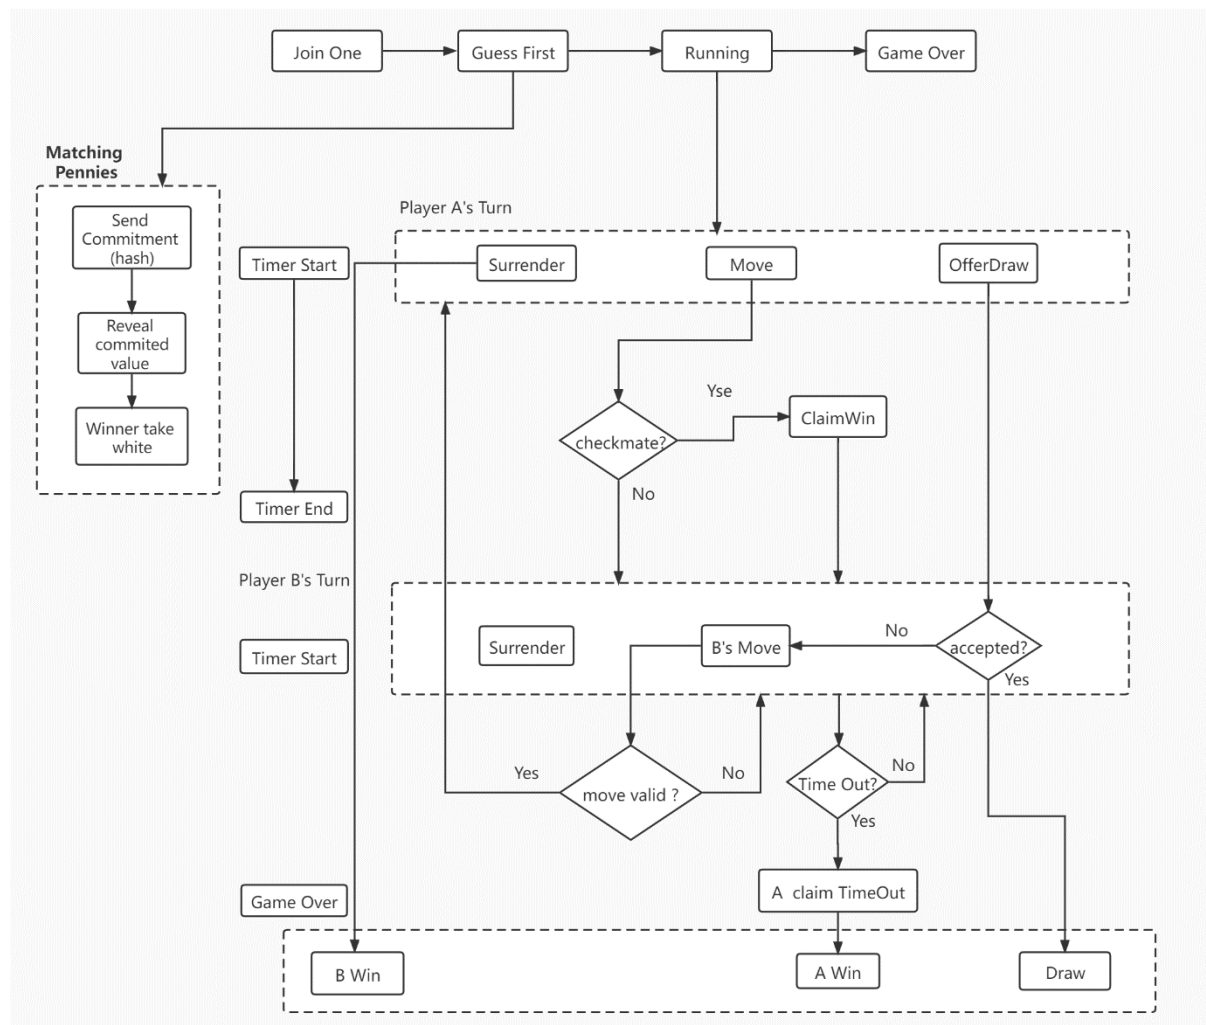 Join One
Guess First
Running
Game Over
Matching
Pennies
Send
Commitment
(hash)
Reveal
commited
value
Winner take
white
Player A's Turn
Timer Start
Surrender
Move
OfferDraw
Yse
ClaimWin
checkmate?
No
Timer End
Player B's Turn
Timer Start
Surrender
B's Move
No
accepted?
Yes
Yes
move valid ?
No
Time Out?
No
Yes
A claim TimeOut
Game Over
B Win
A Win
Draw